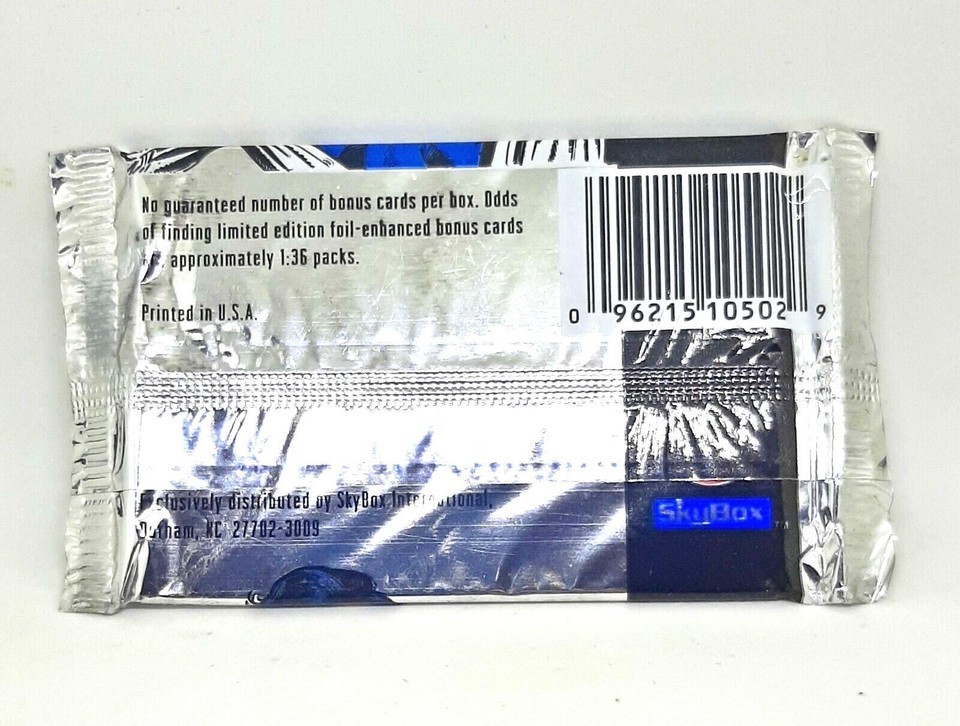 No guaranteed number of bonus cards per box. Odds
of finding limited edition foil-enhanced bonus cards
approximately 1:36 packs.
Printed in U.S.A.
0 96215 10502 9
Exclusively distributed by SkyBox International,
Durham, NC 27702-3009
SkyBox TM